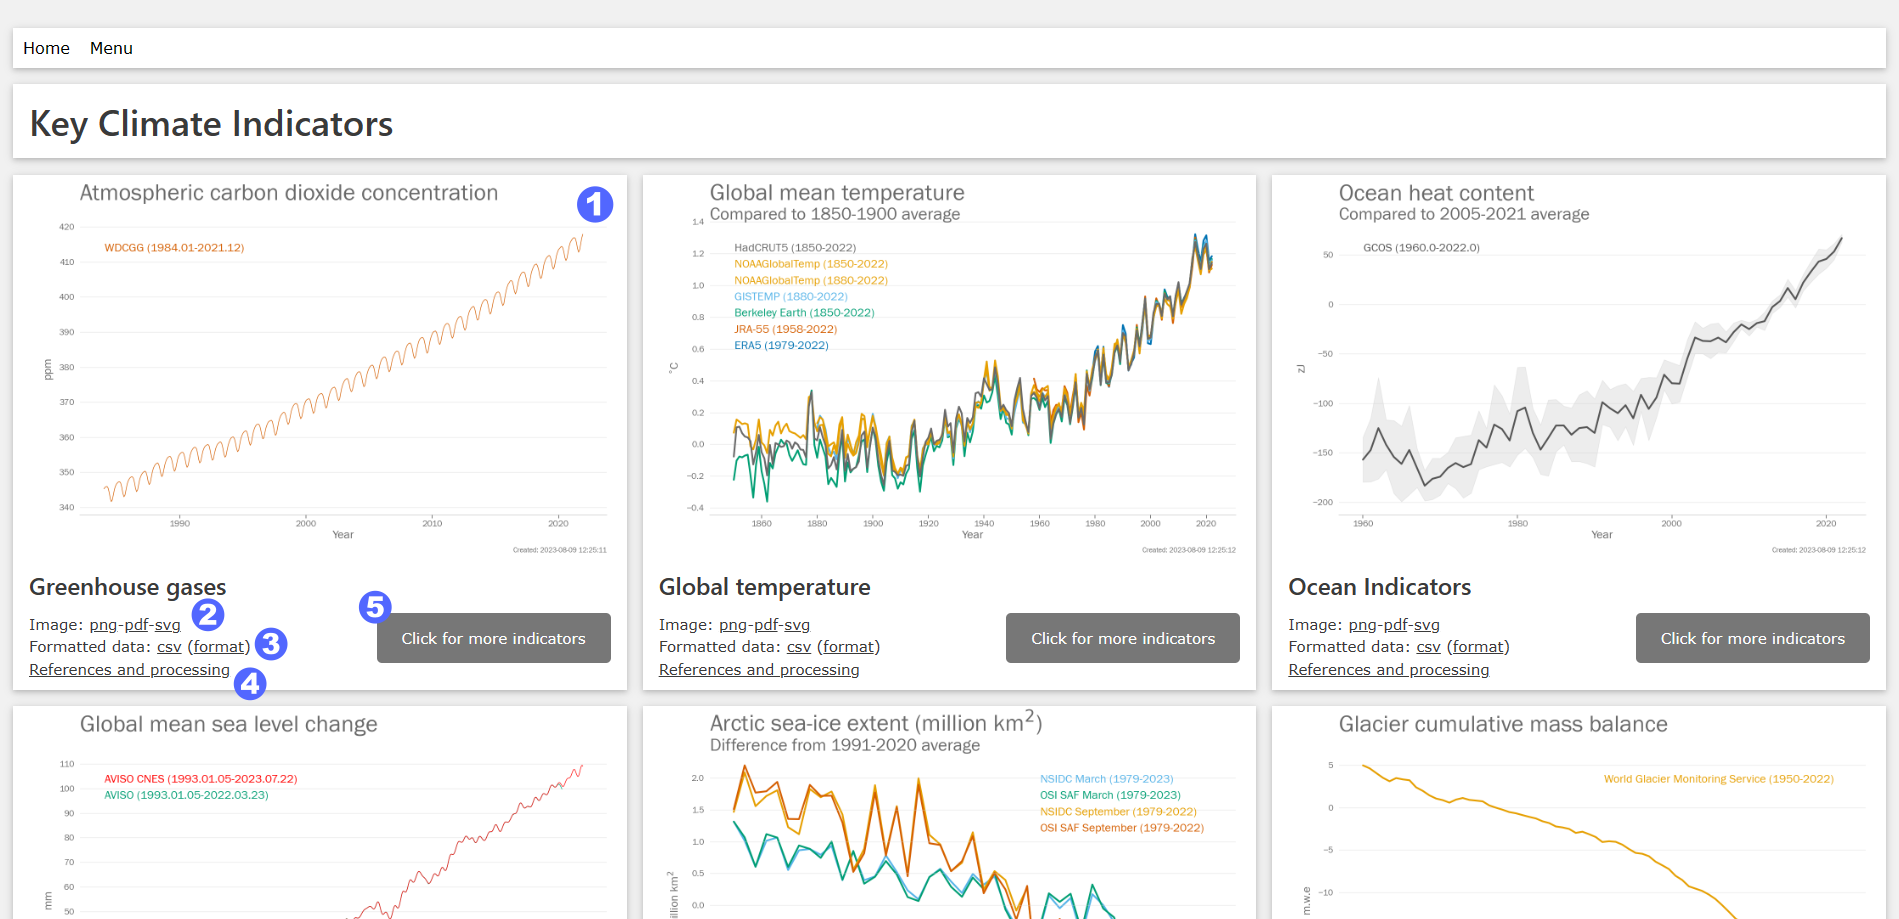 Home Menu
Key Climate Indicators
Atmospheric carbon dioxide concentration
1
420
WDCGG (1984.01-2021.12)
410
400
390
ppm
380
370
360
350
340
1990 2000 2010 2020
Year
Created: 2023-08-09 12:25:11
Greenhouse gases
2
Image: png-pdf-svg
Formatted data: csv (format)
3
References and processing
4
5
Click for more indicators
Global mean temperature
Compared to 1850-1900 average
1.4
HadCRUT5 (1850-2022)
1.2
NOAAGlobalTemp (1850-2022)
NOAAGlobalTemp (1880-2022)
1.0
GISTEMP (1880-2022)
Berkeley Earth (1850-2022)
0.8
JRA-55 (1958-2022)
ERA5 (1979-2022)
0.6
°C
0.4
0.2
0.0
−0.2
−0.4
1860 1880 1900 1920 1940 1960 1980 2000 2020
Year
Created: 2023-08-09 12:25:12
Global temperature
Image: png-pdf-svg
Formatted data: csv (format)
References and processing
Click for more indicators
Ocean heat content
Compared to 2005-2021 average
GCOS (1960.0-2022.0)
50
0
−50
zJ
−100
−150
−200
1960 1980 2000 2020
Year
Created: 2023-08-09 12:25:12
Ocean Indicators
Image: png-pdf-svg
Formatted data: csv (format)
References and processing
Click for more indicators
Global mean sea level change
110
AVISO CNES (1993.01.05-2023.07.22)
100
AVISO (1993.01.05-2022.03.23)
90
80
70
60
mm
50
Arctic sea-ice extent (million km²)
Difference from 1991-2020 average
2.0
NSIDC March (1979-2023)
OSI SAF March (1979-2023)
1.5
NSIDC September (1979-2022)
OSI SAF September (1979-2022)
1.0
0.5
km²
0.0
Glacier cumulative mass balance
5
World Glacier Monitoring Service (1950-2022)
0
−5
−10
m.w.e